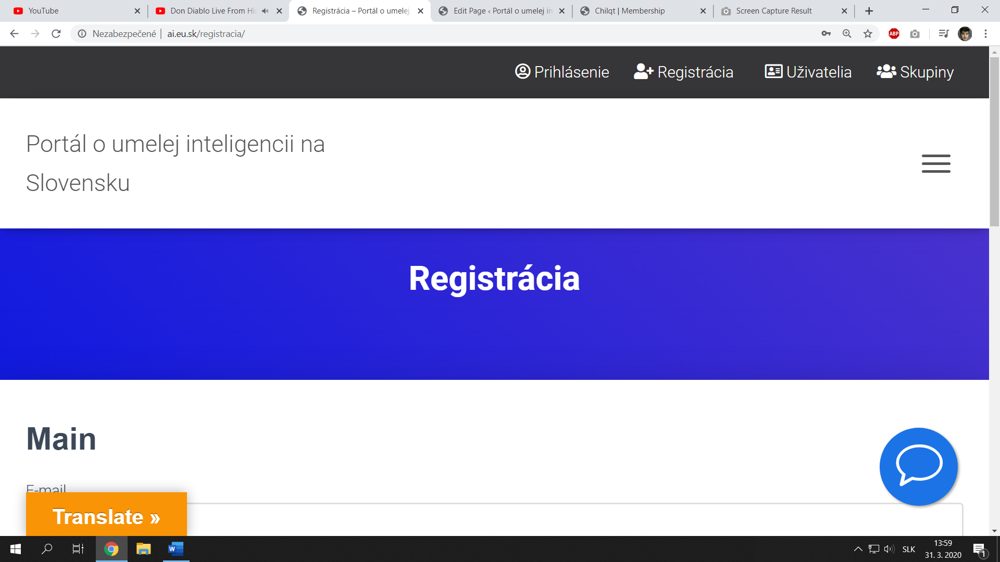 YouTube
Don Diablo Live From Hi
Registrácia – Portál o umelej
Edit Page ‹ Portál o umelej in
Chilqt | Membership
Screen Capture Result
Nezabezpečené | ai.eu.sk/registracia/
ABP
Prihlásenie
Registrácia
Uživatelia
Skupiny
Portál o umelej inteligencii na
Slovensku
Registrácia
Main
E-mail
Translate »
W
SLK
13:59
31. 3. 2020
1